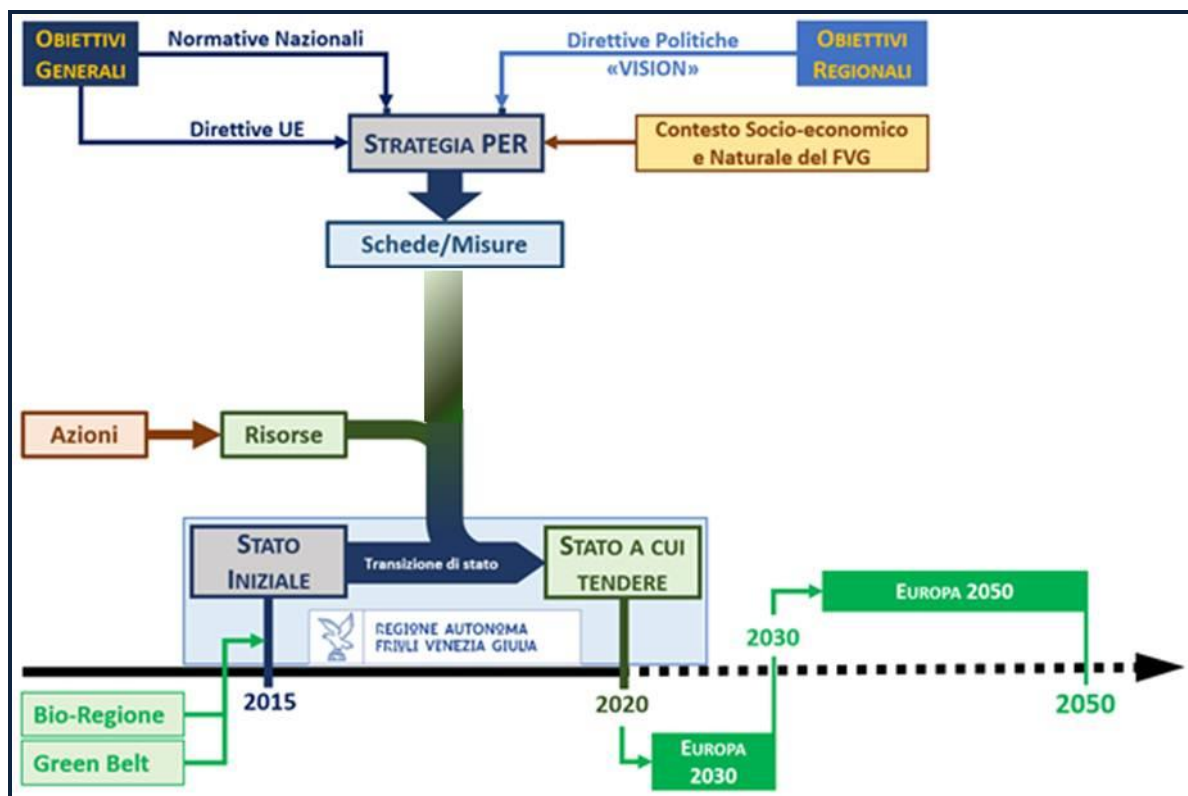 OBIETTIVI
GENERALI
Normative Nazionali
Direttive Politiche
«VISION»
OBIETTIVI
REGIONALI
Direttive UE
STRATEGIA PER
Contesto Socio-economico
e Naturale del FVG
Schede/Misure
Azioni
Risorse
STATO
INIZIALE
Transizione di stato
STATO A CUI
TENDERE
REGIONE AUTONOMA
FRIULI VENEZIA GIULIA
EUROPA 2050
2030
2015
2020
2050
Bio-Regione
Green Belt
EUROPA
2030